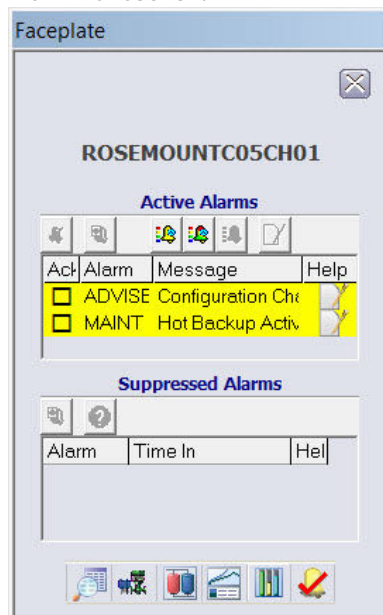 Faceplate
ROSEMOUNTC05CH01
Active Alarms
Ack Alarm Message Help
ADVISE Configuration Cha
MAINT Hot Backup Activ
Suppressed Alarms
Alarm Time In Hel